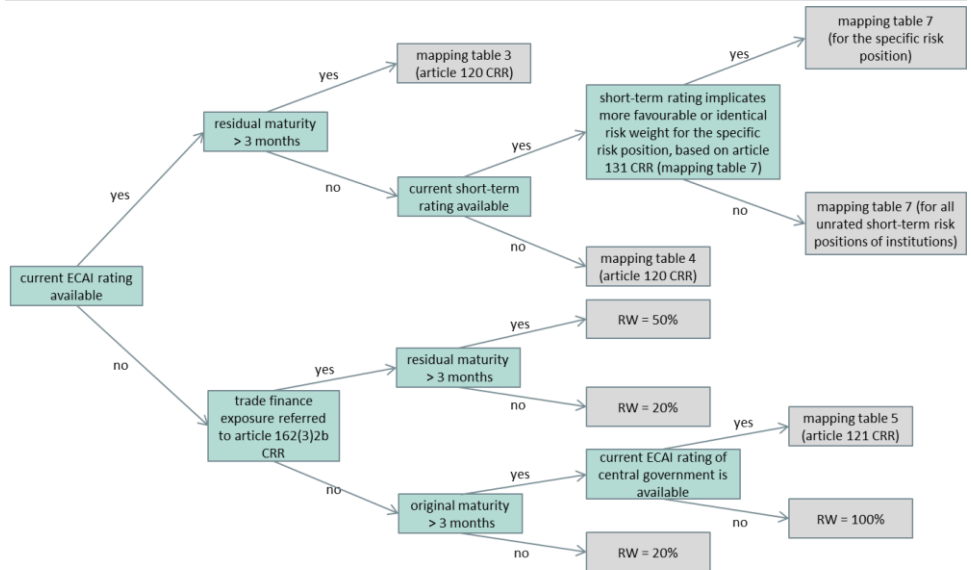 mapping table 7
(for the specific risk
position)
yes
mapping table 3
(article 120 CRR)
yes
short-term rating implicates
more favourable or identical
risk weight for the specific
risk position, based on article
131 CRR (mapping table 7)
residual maturity
> 3 months
yes
no
current short-term
rating available
yes
no
mapping table 7 (for all
unrated short-term risk
positions of institutions)
no
mapping table 4
(article 120 CRR)
current ECAI rating
available
yes
RW = 50%
no
residual maturity
> 3 months
yes
no
RW = 20%
trade finance
exposure referred
to article 162(3)2b
CRR
mapping table 5
(article 121 CRR)
yes
current ECAI rating of
central government is
available
yes
no
original maturity
> 3 months
no
RW = 100%
no
RW = 20%